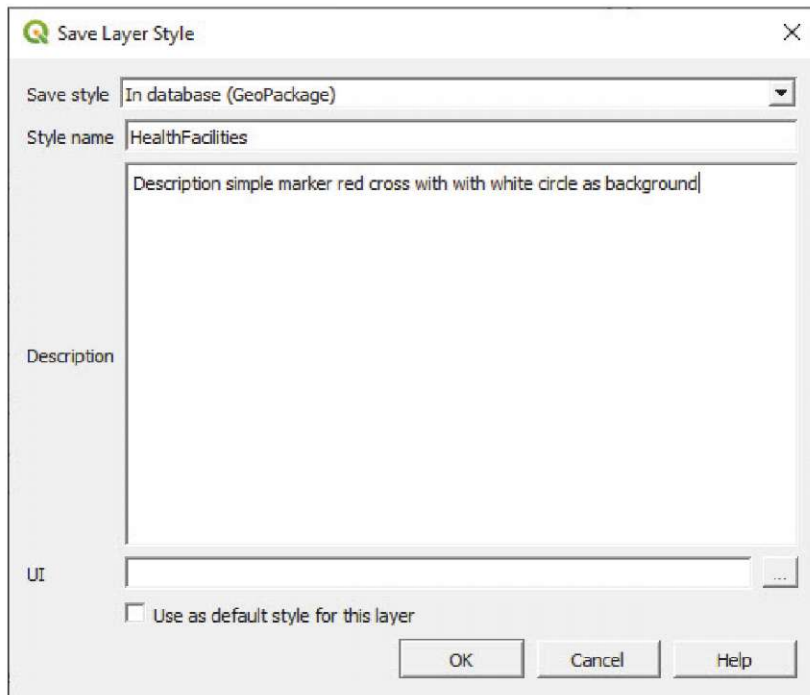 Save Layer Style
Save style In database (GeoPackage)
Style name HealthFacilities
Description simple marker red cross with with white circle as background
Description
UI ...
Use as default style for this layer
OK Cancel Help